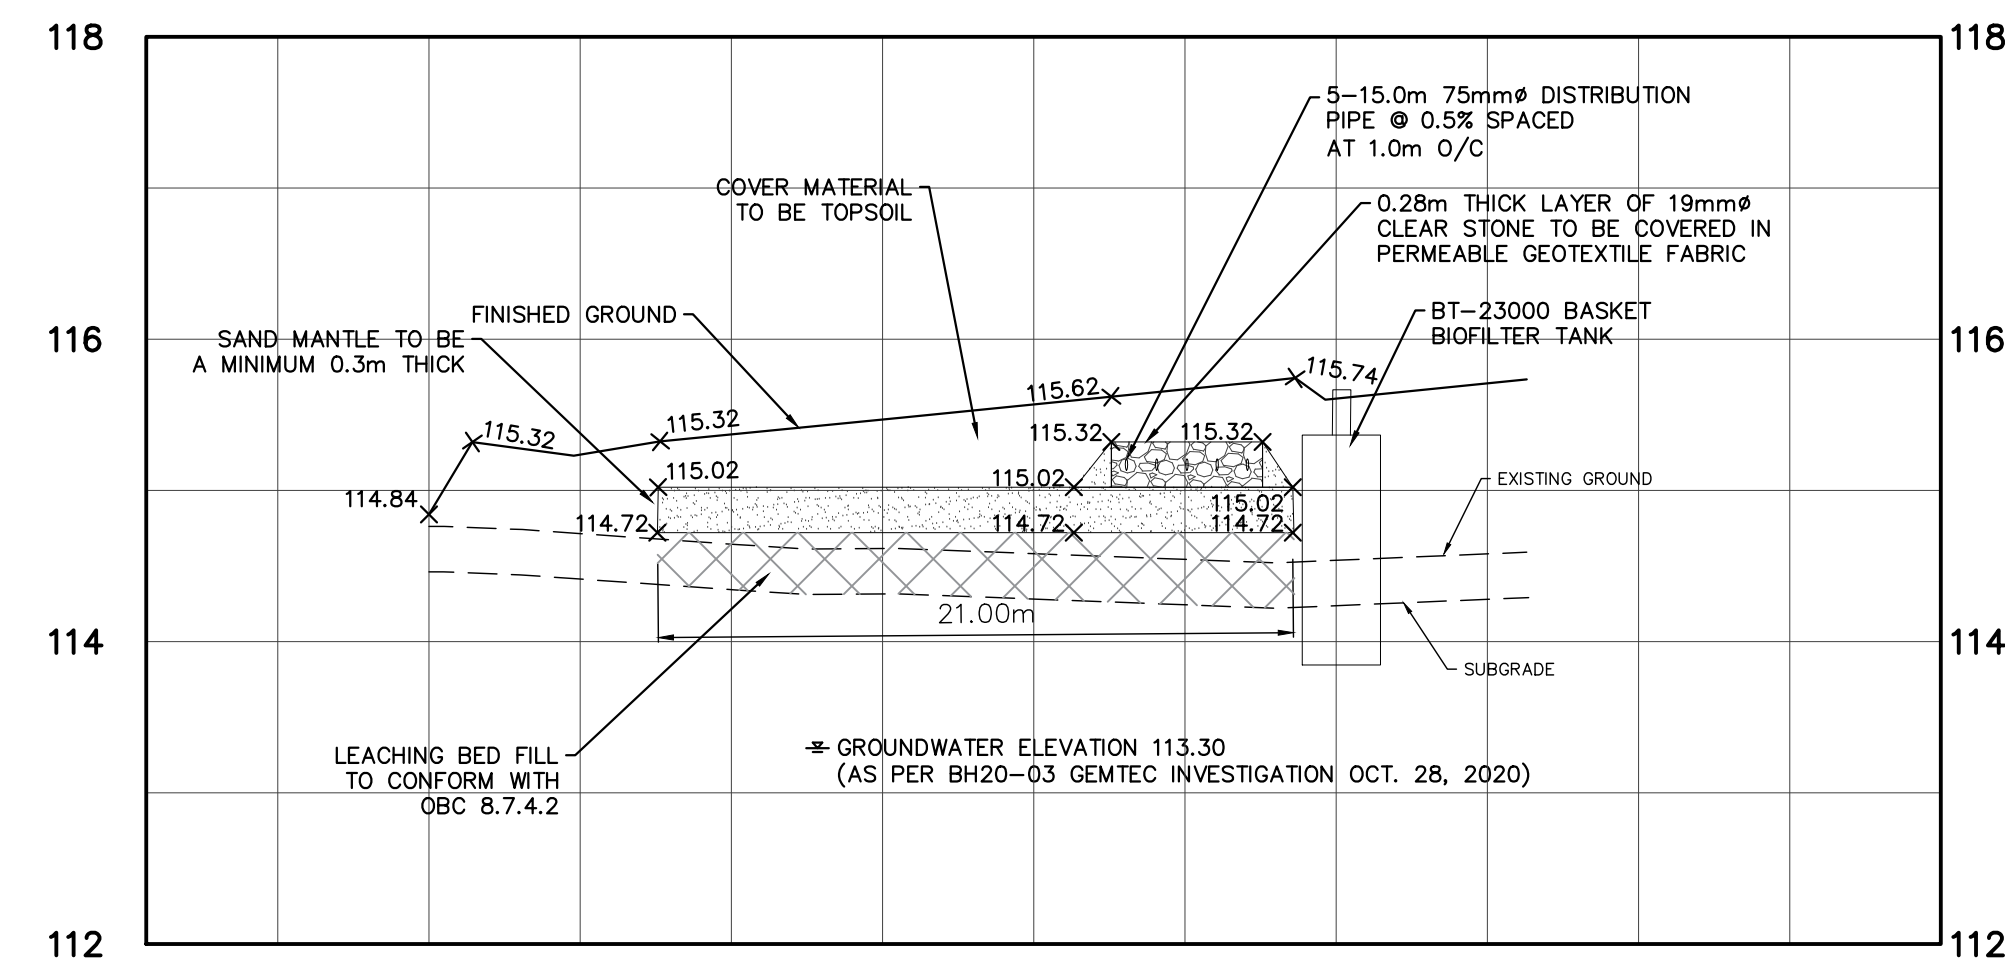 118
118
5-15.0m 75mmø DISTRIBUTION
PIPE @ 0.5% SPACED
AT 1.0m O/C
COVER MATERIAL
TO BE TOPSOIL
0.28m THICK LAYER OF 19mmø
CLEAR STONE TO BE COVERED IN
PERMEABLE GEOTEXTILE FABRIC
FINISHED GROUND
BT-23000 BASKET
BIOFILTER TANK
116
116
SAND MANTLE TO BE
A MINIMUM 0.3m THICK
115.74
115.62
115.32
115.32
115.32
115.32
115.02
115.02
115.02
EXISTING GROUND
114.84
114.72
114.72
114.72
21.00m
114
114
SUBGRADE
LEACHING BED FILL
TO CONFORM WITH
OBC 8.7.4.2
GROUNDWATER ELEVATION 113.30
(AS PER BH20-03 GEMTEC INVESTIGATION OCT. 28, 2020)
112
112